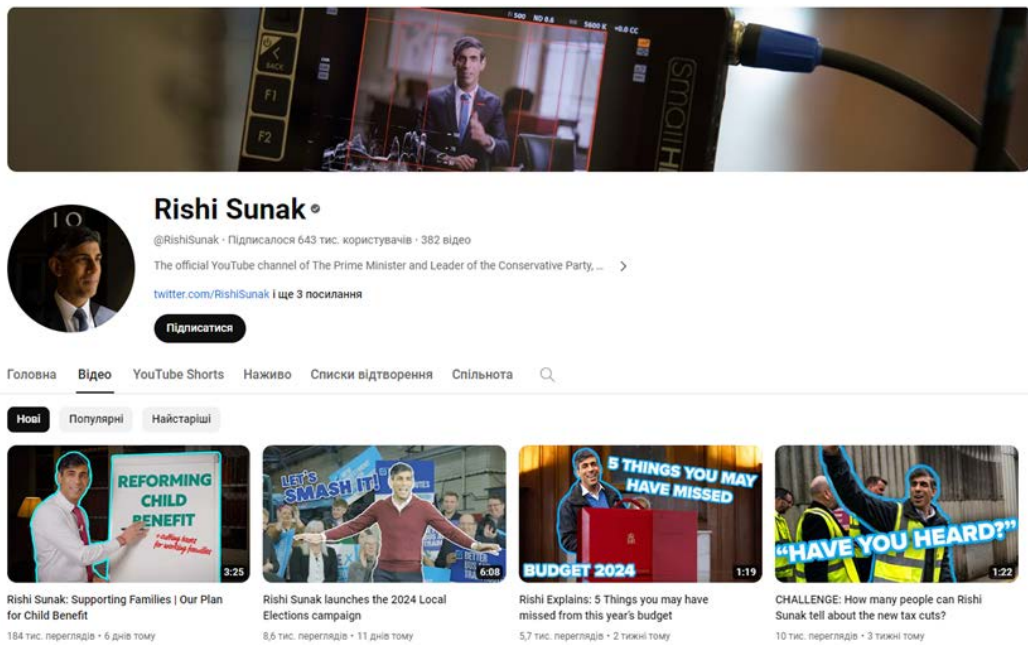 500 ND 0.6 5600 K +0.0 CC
BACK
F1
F2
smallH
10
Rishi Sunak
@RishiSunak · Підписалося 643 тис. користувачів · 382 відео
The official YouTube channel of The Prime Minister and Leader of the Conservative Party, ...
twitter.com/RishiSunak і ще 3 посилання
Підписатися
Головна Відео YouTube Shorts Наживо Списки відтворення Спільнота
Нові Популярні Найстаріші
REFORMING
CHILD
BENEFIT
+ cutting taxes
for working families
3:25
LET'S
SMASH IT!
6:08
5 THINGS YOU MAY
HAVE MISSED
BUDGET 2024
1:19
"HAVE YOU HEARD?"
1:22
Rishi Sunak: Supporting Families | Our Plan
for Child Benefit
184 тис. переглядів • 6 днів тому
Rishi Sunak launches the 2024 Local
Elections campaign
8,6 тис. переглядів • 11 днів тому
Rishi Explains: 5 Things you may have
missed from this year's budget
5,7 тис. переглядів • 2 тижні тому
CHALLENGE: How many people can Rishi
Sunak tell about the new tax cuts?
10 тис. переглядів • 3 тижні тому